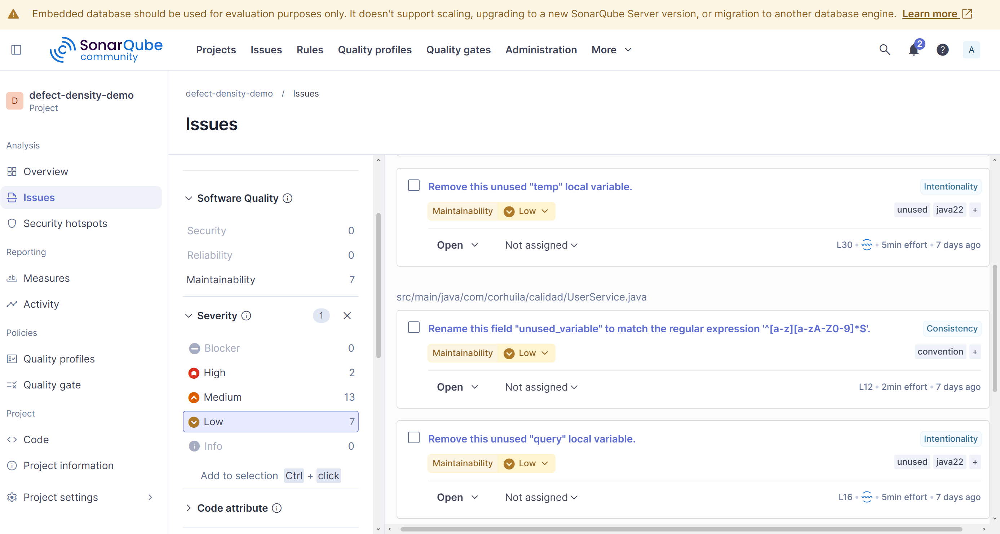 Embedded database should be used for evaluation purposes only. It doesn't support scaling, upgrading to a new SonarQube Server version, or migration to another database engine. Learn more
SonarQube community
Projects Issues Rules Quality profiles Quality gates Administration More
2
A
D
defect-density-demo
Project
Analysis
Overview
Issues
Security hotspots
Reporting
Measures
Activity
Policies
Quality profiles
Quality gate
Project
Code
Project information
Project settings
defect-density-demo / Issues
Issues
Software Quality
Security 0
Reliability 0
Maintainability 7
Severity 1
Blocker 0
High 2
Medium 13
Low 7
Info 0
Add to selection Ctrl + click
Code attribute
Remove this unused "temp" local variable. Intentionality
Maintainability Low unused java22 +
Open Not assigned L30 • • 5min effort • 7 days ago
src/main/java/com/corhuila/calidad/UserService.java
Rename this field "unused_variable" to match the regular expression '^[a-z][a-zA-Z0-9]*$'. Consistency
Maintainability Low convention +
Open Not assigned L12 • 2min effort • 7 days ago
Remove this unused "query" local variable. Intentionality
Maintainability Low unused java22 +
Open Not assigned L16 • • 5min effort • 7 days ago